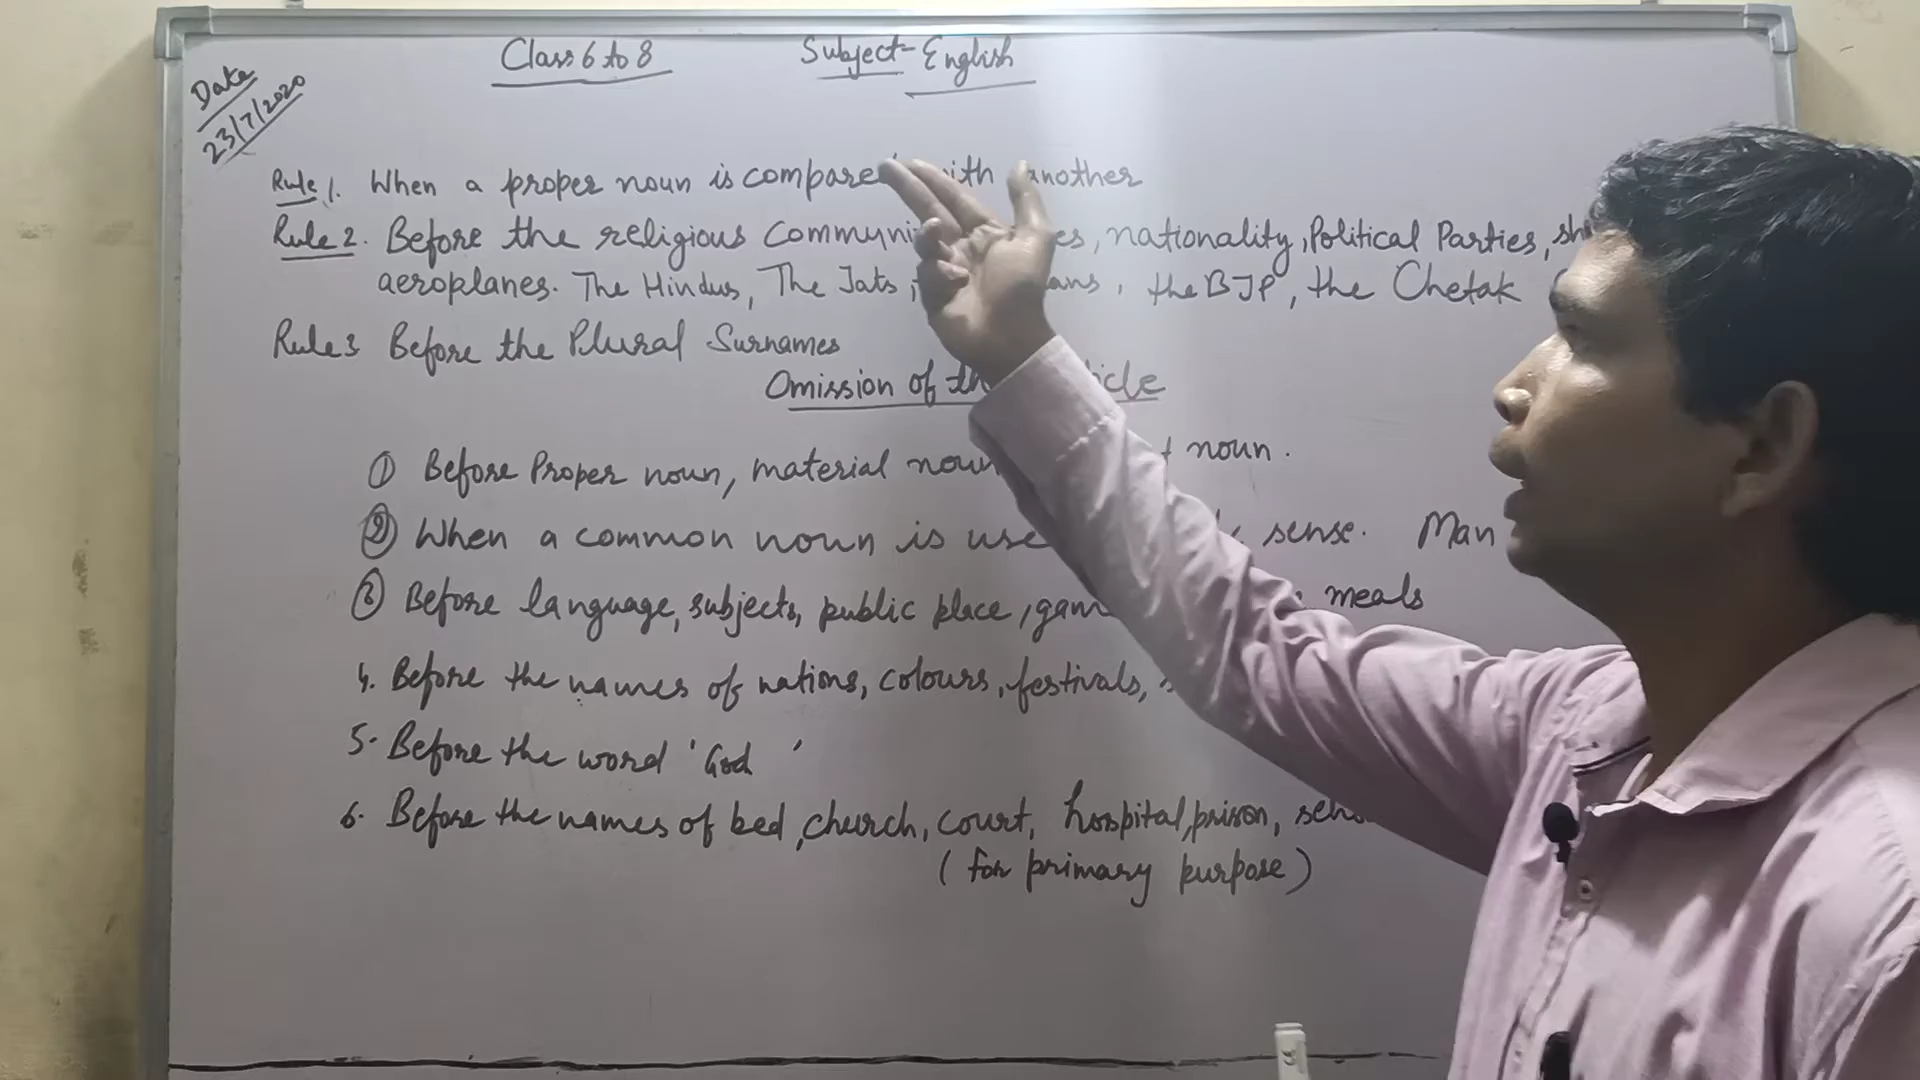 Class 6 to 8 Subject- English
Date
23/7/2020
Rule 1. When a proper noun is compared with another
Rule 2. Before the religious , nationality, Political Parties,
aeroplanes. The Hindus, The Jats, the BJP, the Chetak
Rule 3 Before the Plural Surnames
Omission of
① Before Proper noun, material noun noun.
② When a common noun is sense. Man
③ Before language, subjects, public place, meals
4. Before the names of nations, colours, festivals,
5. Before the word 'God'
6. Before the names of bed, church, court, hospital, prison,
(for primary purpose)